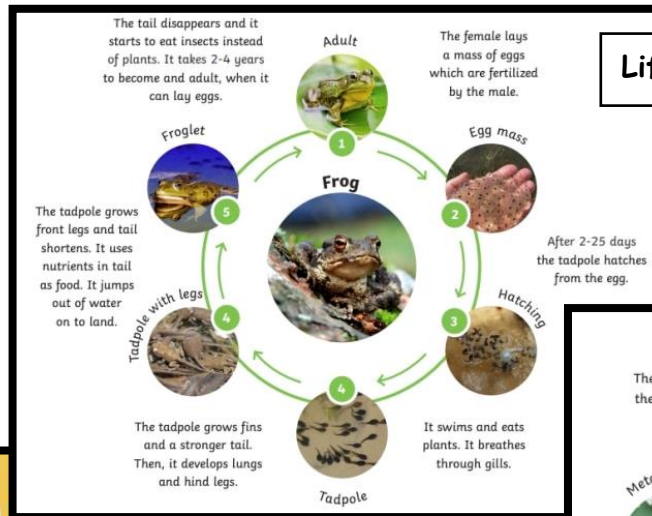 The tail disappears and it
starts to eat insects instead
of plants. It takes 2-4 years
to become and adult, when it
can lay eggs.
Adult
The female lays
a mass of eggs
which are fertilized
by the male.
Froglet
1
Egg mass
5
Frog
2
The tadpole grows
front legs and tail
shortens. It uses
nutrients in tail
as food. It jumps
out of water
on to land.
After 2-25 days
the tadpole hatches
from the egg.
Tadpole with legs
4
3
Hatching
4
The tadpole grows fins
and a stronger tail.
Then, it develops lungs
and hind legs.
It swims and eats
plants. It breathes
through gills.
Tadpole